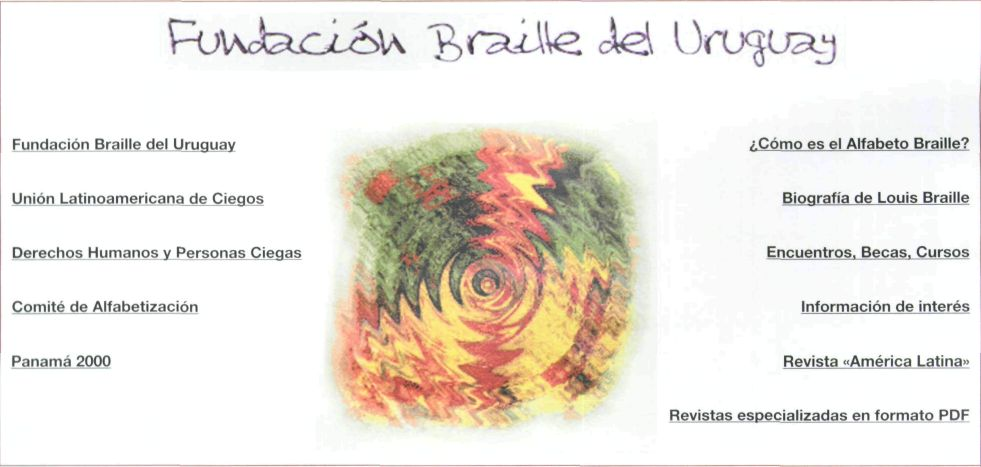 Fundación Braille del Uruguay
Fundación Braille del Uruguay
Unión Latinoamericana de Ciegos
Derechos Humanos y Personas Ciegas
Comité de Alfabetización
Panamá 2000
¿Cómo es el Alfabeto Braille?
Biografía de Louis Braille
Encuentros, Becas, Cursos
Información de interés
Revista «América Latina»
Revistas especializadas en formato PDF